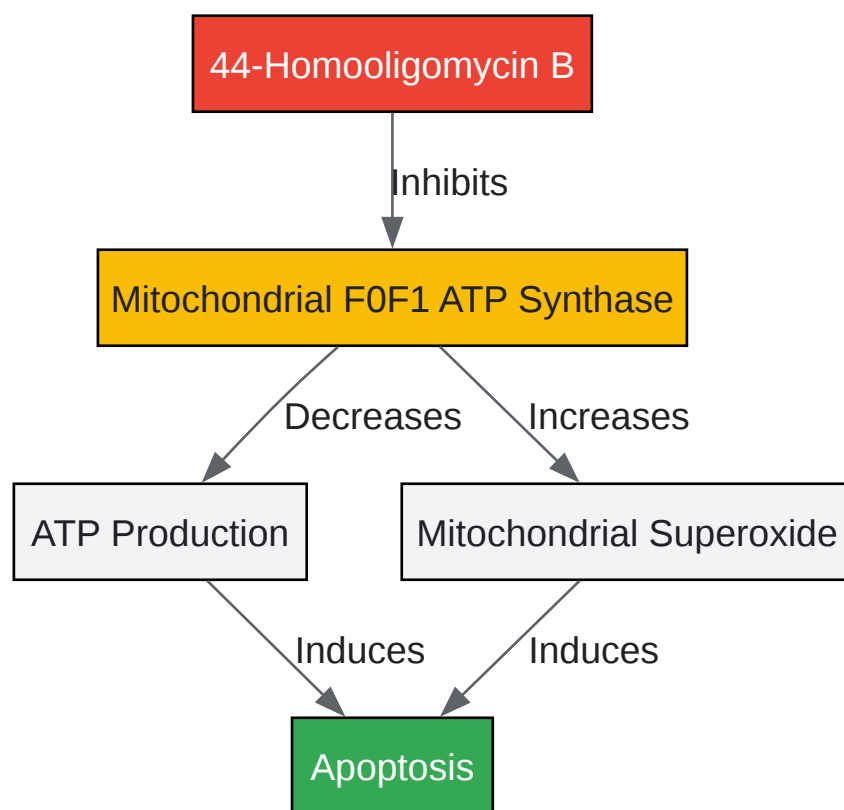 44-Homooligomycin B
Inhibits
Mitochondrial F0F1 ATP Synthase
Decreases
Increases
ATP Production
Mitochondrial Superoxide
Induces
Induces
Apoptosis